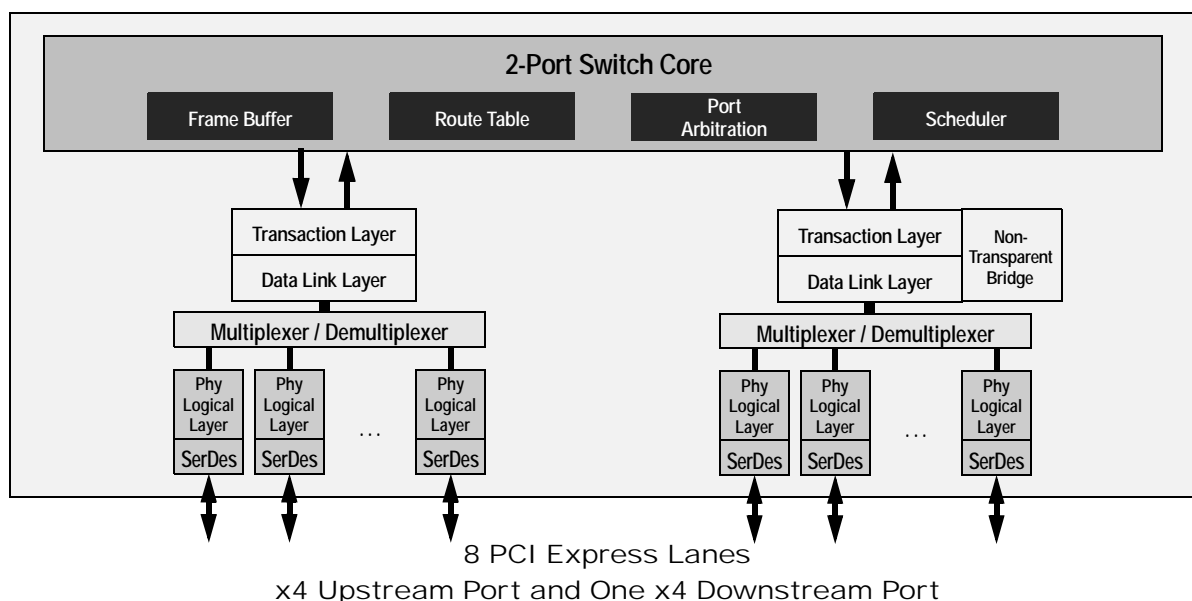 2-Port Switch Core
Frame Buffer
Route Table
Port
Arbitration
Scheduler
Transaction Layer
Data Link Layer
Transaction Layer
Data Link Layer
Non-
Transparent
Bridge
Multiplexer / Demultiplexer
Multiplexer / Demultiplexer
Phy
Logical
Layer
SerDes
Phy
Logical
Layer
SerDes
...
Phy
Logical
Layer
SerDes
Phy
Logical
Layer
SerDes
Phy
Logical
Layer
SerDes
...
Phy
Logical
Layer
SerDes
8 PCI Express Lanes
x4 Upstream Port and One x4 Downstream Port